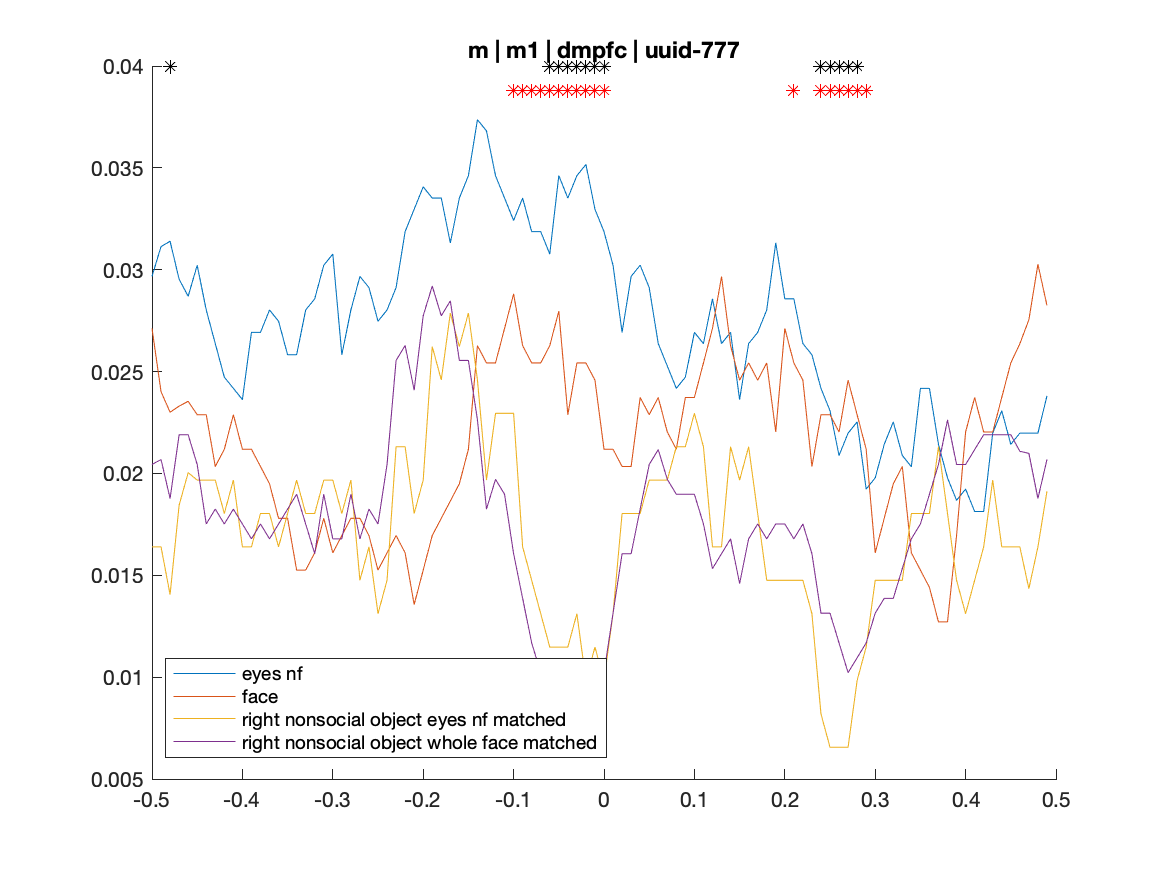 m | m1 | dmpfc | uuid-777
0.04
0.035
0.03
0.025
0.02
0.015
0.01
0.005
eyes nf
face
right nonsocial object eyes nf matched
right nonsocial object whole face matched
-0.5 -0.4 -0.3 -0.2 -0.1 0 0.1 0.2 0.3 0.4 0.5